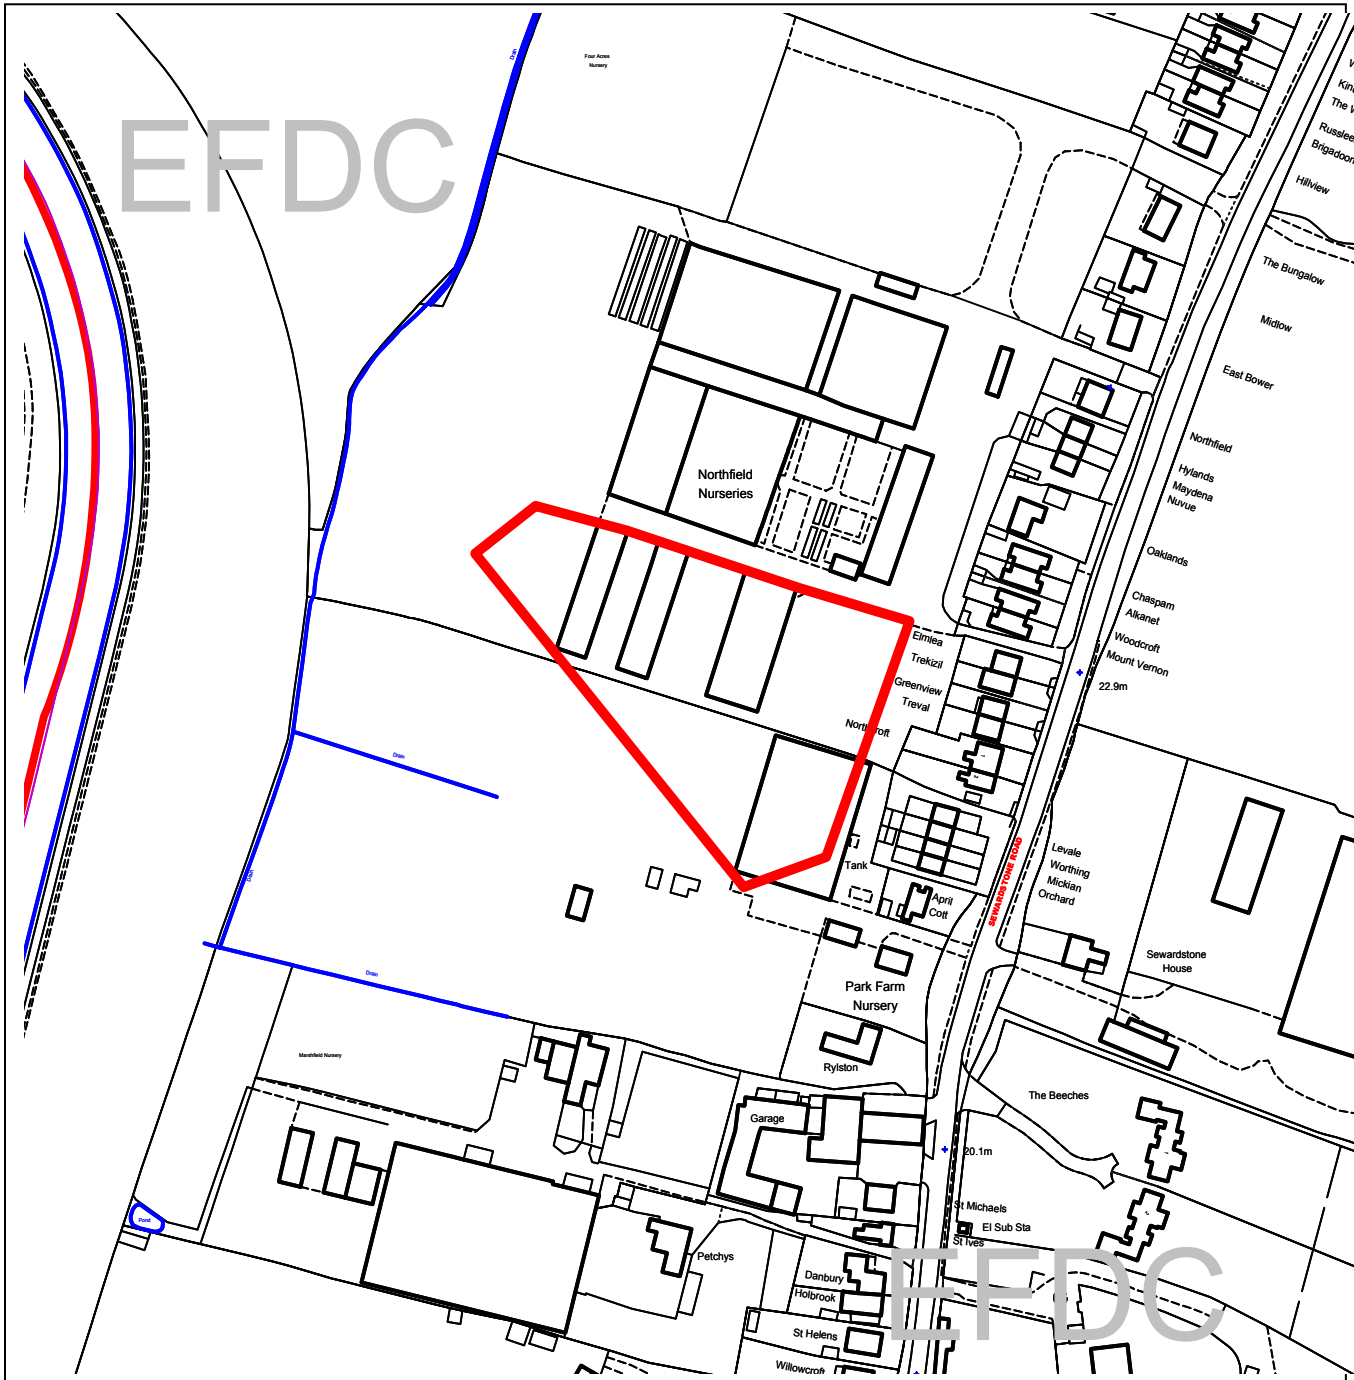 EFDC
Drain
Four Acres
Nursery
Russlee
Brigadoon
Hillview
The Bungalow
Midlow
East Bower
Northfield
Hylands
Maydena
Nuvue
Oaklands
Chaspam
Alkanet
Woodcroft
Mount Vernon
22.9m
Northfield
Nurseries
Elmlea
Trekizil
Greenview
Treval
Northcroft
Drain
Drain
Drain
Tank
April
Cott
SEWARDSTONE ROAD
Levale
Worthing
Mickian
Orchard
Sewardstone
House
Park Farm
Nursery
Rylston
Marshfield Nursery
Garage
The Beeches
20.1m
St Michaels
El Sub Sta
St Ives
Pond
Petchys
Danbury
Holbrook
St Helens
Willowcroft
EFDC